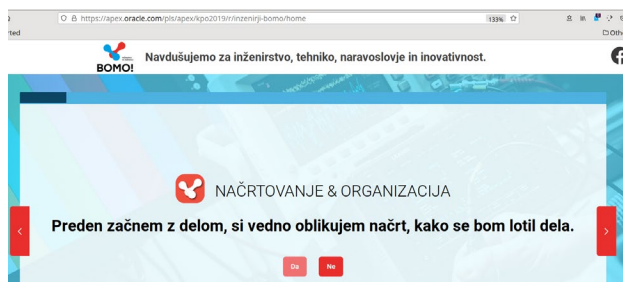 https://apex.oracle.com/pls/apex/kpo2019/r/inzenirji-bomo/home
133%
rted
Othe
BOMO!
Navdušujemo za inženirstvo, tehniko, naravoslovje in inovativnost.
NAČRTOVANJE & ORGANIZACIJA
Preden začnem z delom, si vedno oblikujem načrt, kako se bom lotil dela.
Da
Ne